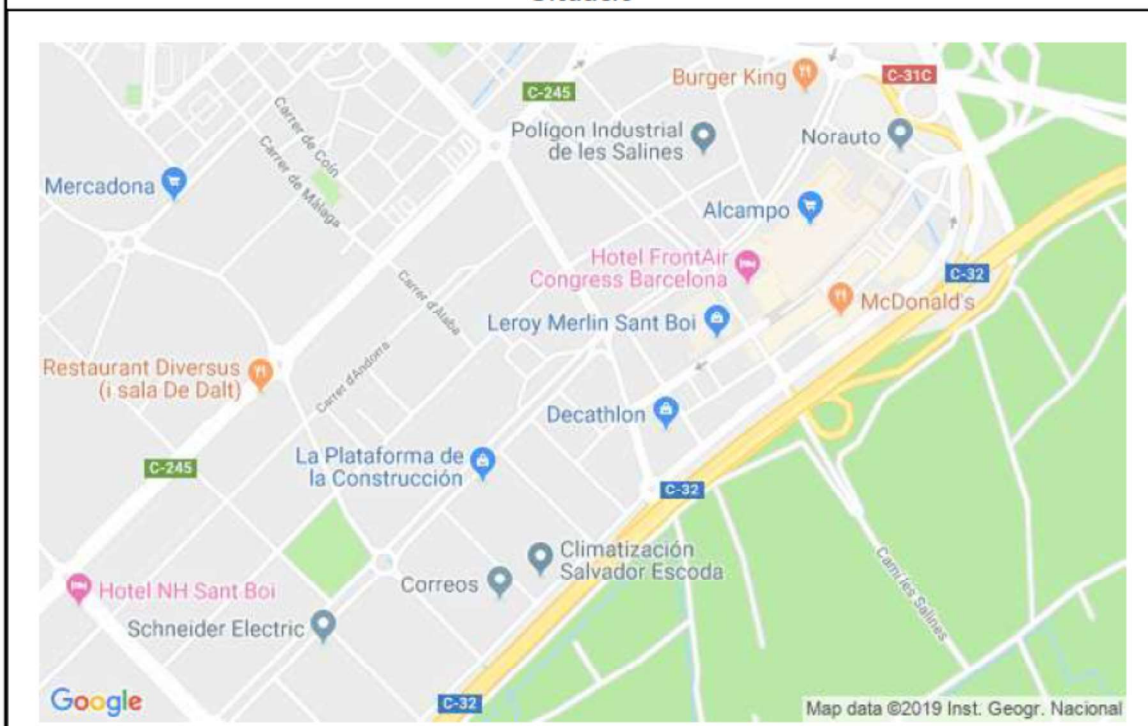 Situació
Burger King
C-31C
C-245
Polígon Industrial
de les Salines
Norauto
Carrer de Coín
Carrer de Màlaga
Mercadona
Alcampo
Hotel FrontAir
Congress Barcelona
C-32
McDonald's
Carrer d'Àlaba
Leroy Merlin Sant Boi
Restaurant Diversus
(i sala De Dalt)
Carrer d'Andorra
Decathlon
La Plataforma de
la Construcción
C-245
C-32
Climatización
Salvador Escoda
Correos
Camí les Salines
Hotel NH Sant Boi
Schneider Electric
Google
C-32
Map data ©2019 Inst. Geogr. Nacional